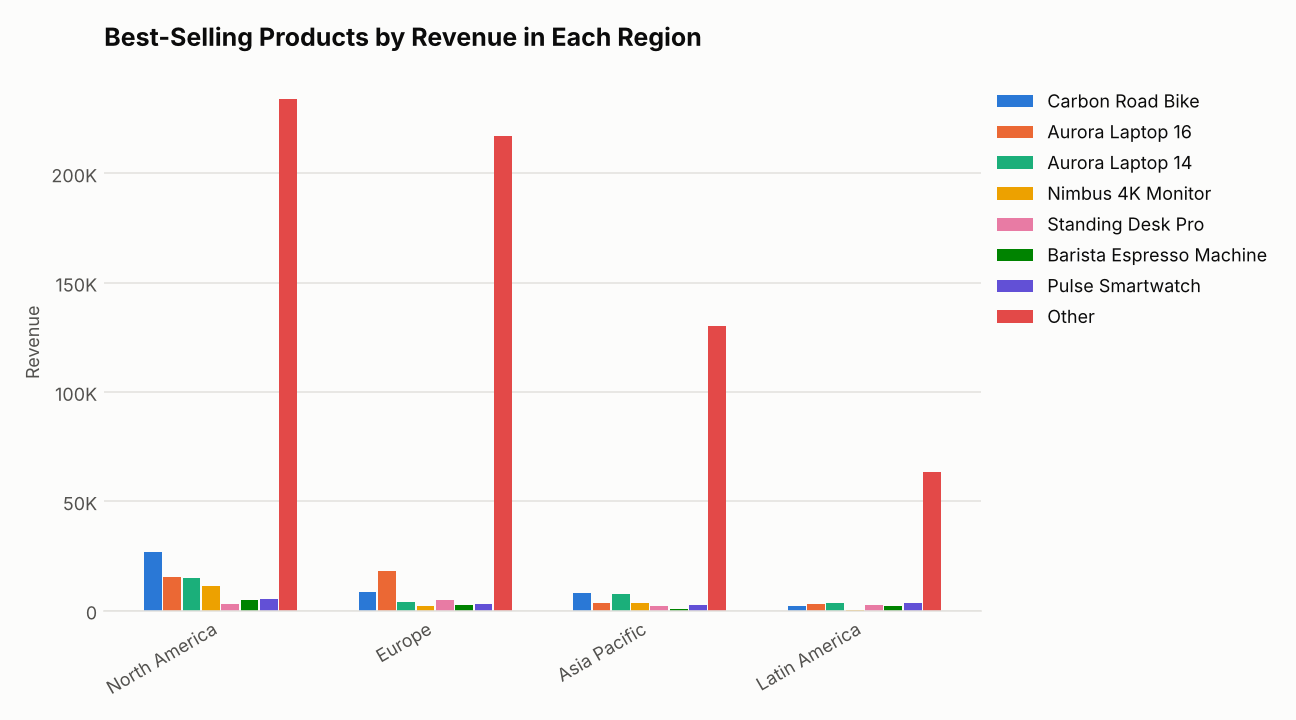 Best-Selling Products by Revenue in Each Region
Carbon Road Bike
Aurora Laptop 16
Aurora Laptop 14
Nimbus 4K Monitor
Standing Desk Pro
Barista Espresso Machine
Pulse Smartwatch
Other
Revenue
200K
150K
100K
50K
0
North America
Europe
Asia Pacific
Latin America